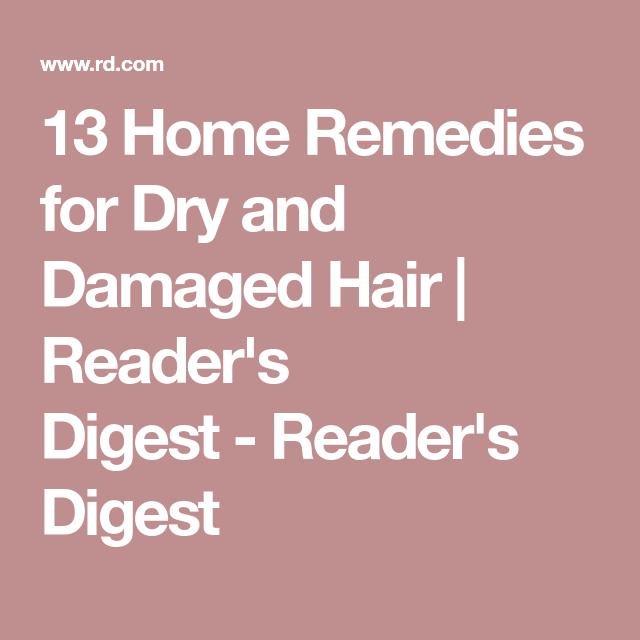 www.rd.com
13 Home Remedies
for Dry and
Damaged Hair |
Reader's
Digest - Reader's
Digest